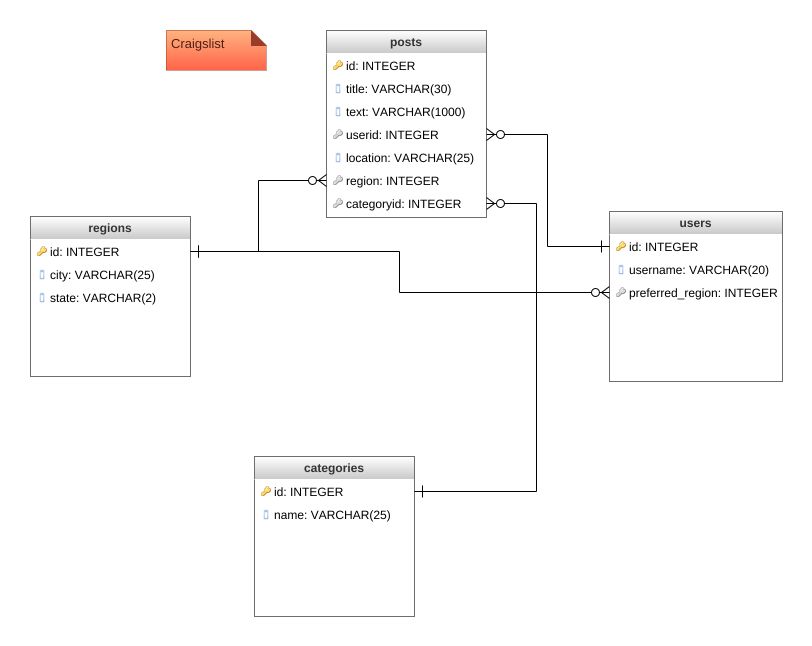 Craigslist
posts
id: INTEGER
title: VARCHAR(30)
text: VARCHAR(1000)
userid: INTEGER
location: VARCHAR(25)
region: INTEGER
categoryid: INTEGER
regions
id: INTEGER
city: VARCHAR(25)
state: VARCHAR(2)
users
id: INTEGER
username: VARCHAR(20)
preferred_region: INTEGER
categories
id: INTEGER
name: VARCHAR(25)